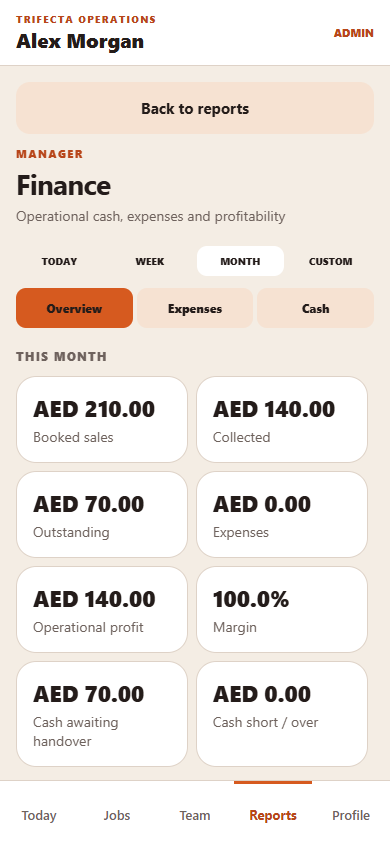 TRIFECTA OPERATIONS
Alex Morgan
ADMIN
Back to reports
MANAGER
Finance
Operational cash, expenses and profitability
TODAY WEEK MONTH CUSTOM
Overview Expenses Cash
THIS MONTH
AED 210.00
Booked sales
AED 140.00
Collected
AED 70.00
Outstanding
AED 0.00
Expenses
AED 140.00
Operational profit
100.0%
Margin
AED 70.00
Cash awaiting
handover
AED 0.00
Cash short / over
Today Jobs Team Reports Profile